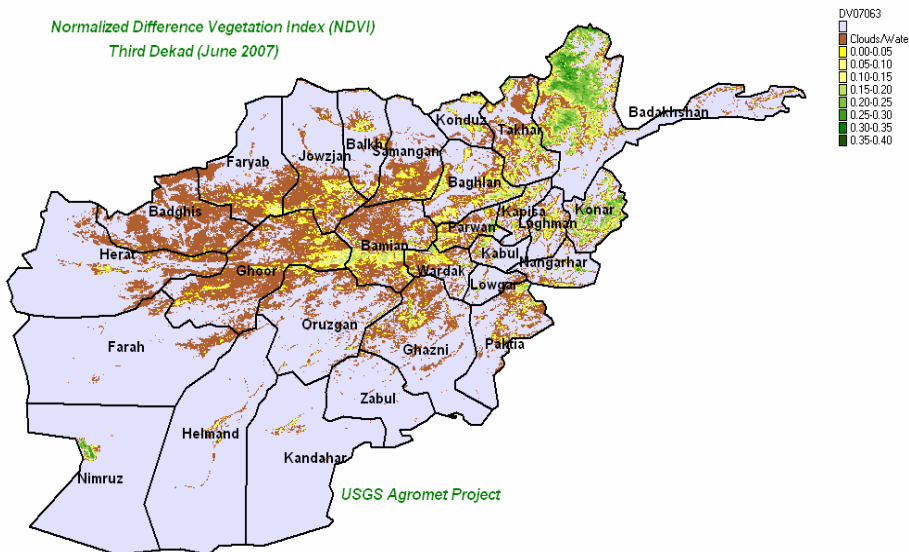 Normalized Difference Vegetation Index (NDVI)
Third Dekad (June 2007)
DV07063
Clouds/Wate
0.00-0.05
0.05-0.10
0.10-0.15
0.15-0.20
0.20-0.25
0.25-0.30
0.30-0.35
0.35-0.40
Badakhshan
Konduz
Takhar
Balkh
Samangan
Jowzjan
Faryab
Baghlan
Badghis
Kapisa
Konar
Laghman
Parwan
Bamian
Kabul
Herat
Nangarhar
Ghoor
Wardak
Lowgar
Oruzgan
Farah
Ghazni
Paktia
Zabul
Helmand
Kandahar
Nimruz
USGS Agromet Project